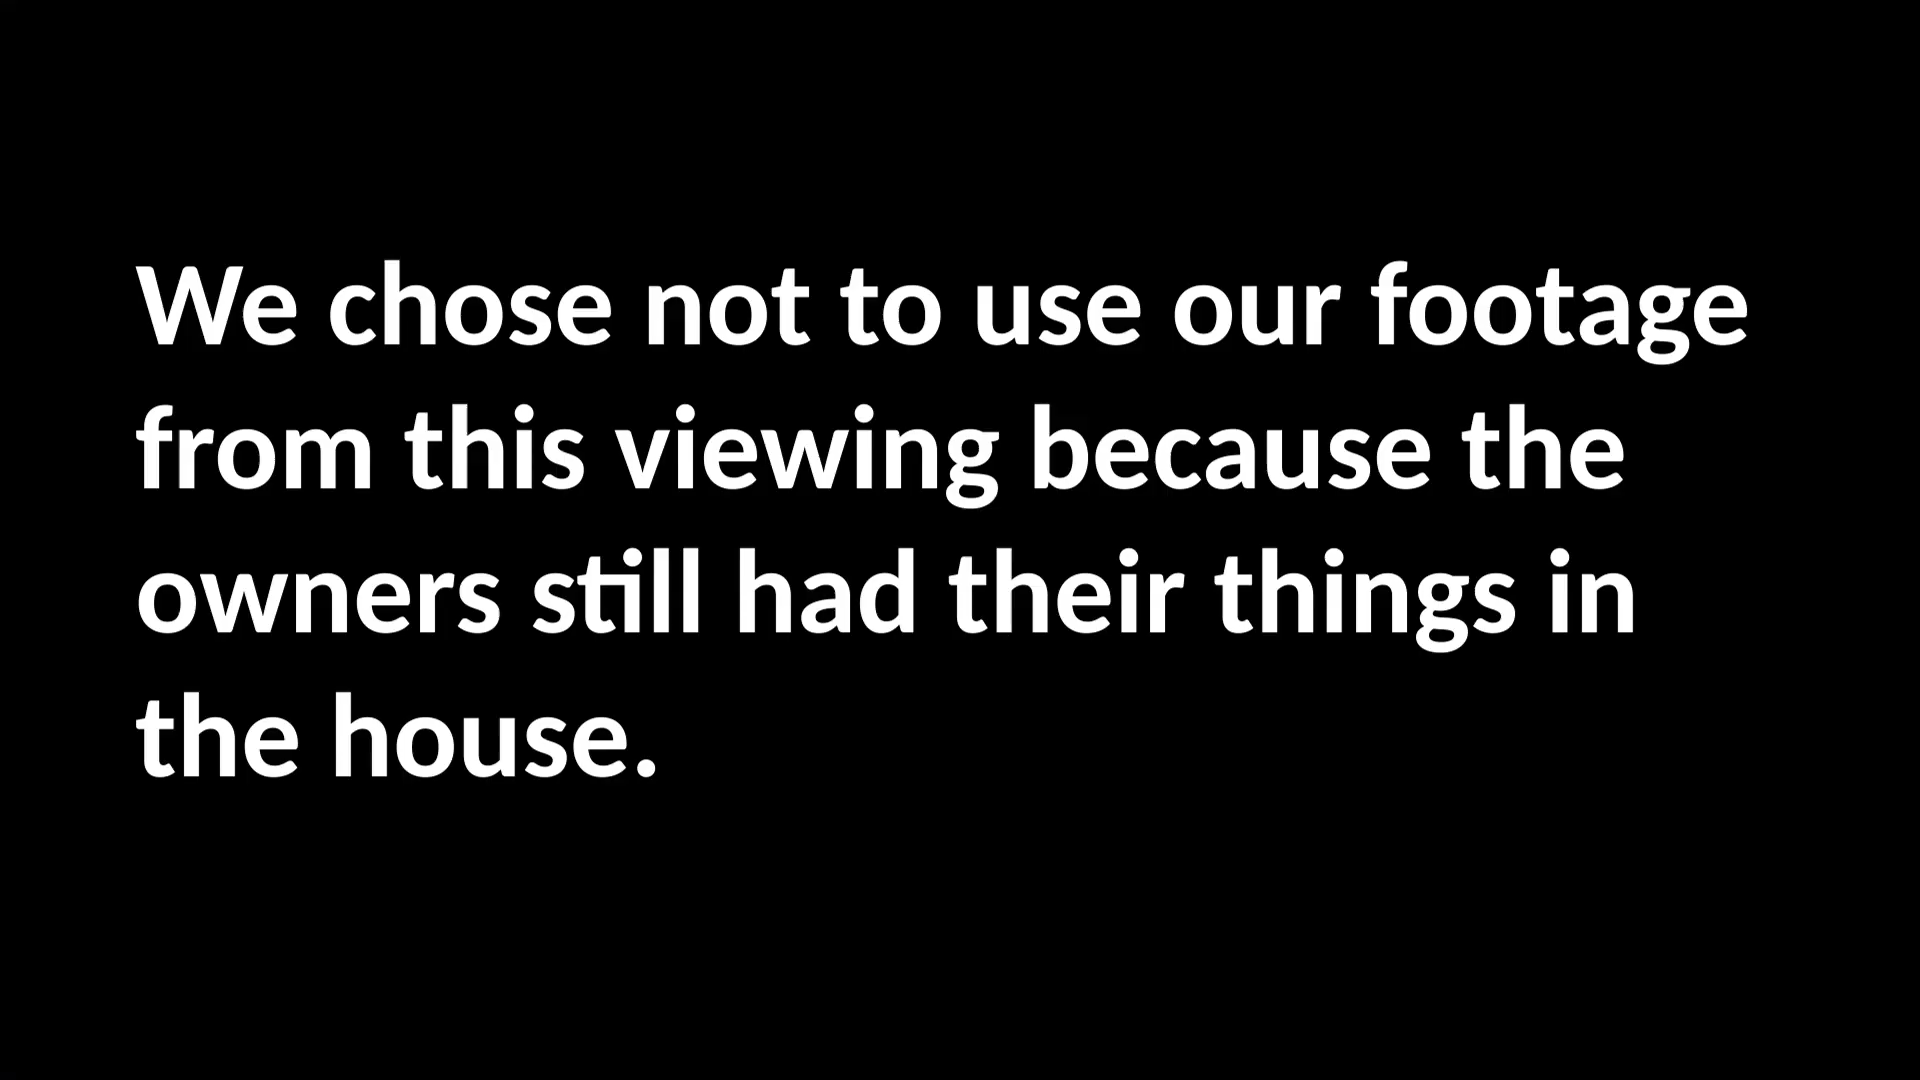 We chose not to use our footage
from this viewing because the
owners still had their things in
the house.